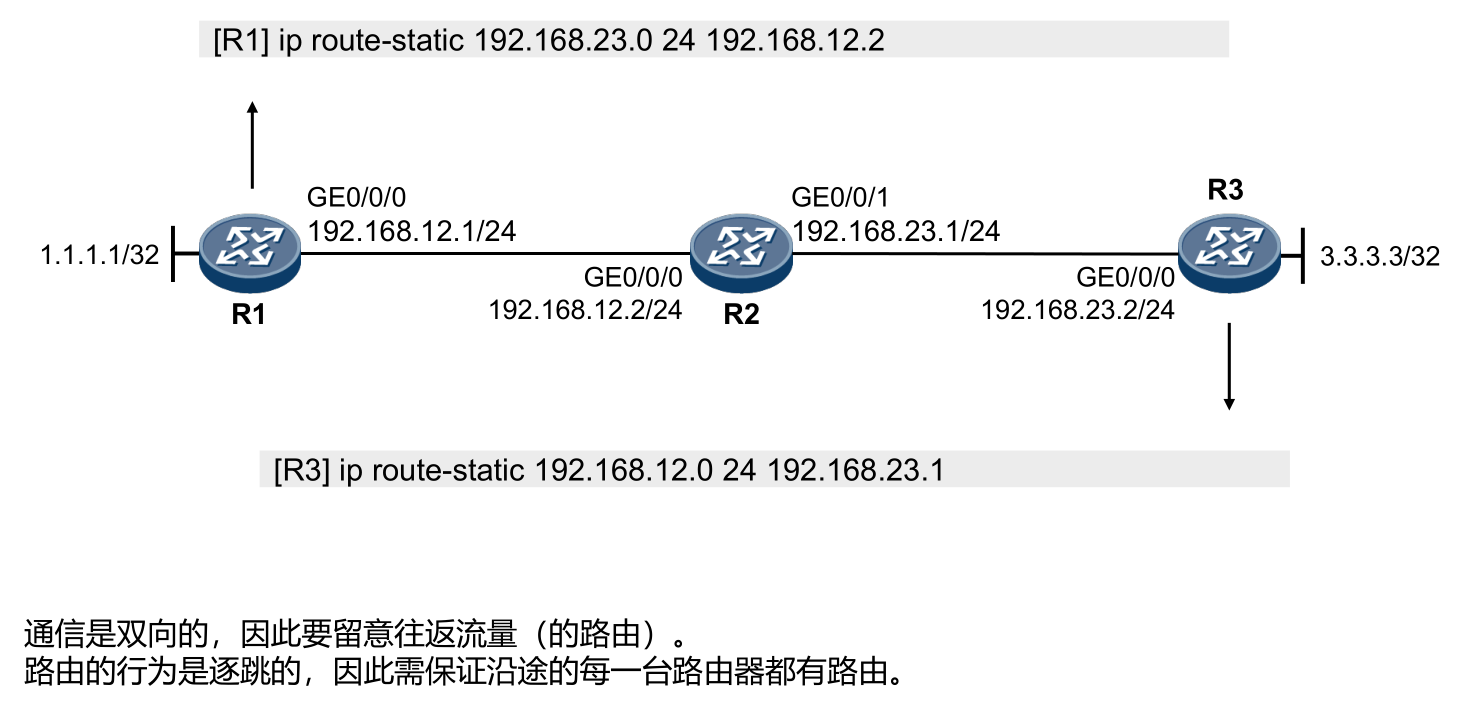 [R1] ip route-static 192.168.23.0 24 192.168.12.2
GE0/0/0
192.168.12.1/24
GE0/0/1
192.168.23.1/24
R3
1.1.1.1/32
3.3.3.3/32
GE0/0/0
192.168.12.2/24
GE0/0/0
192.168.23.2/24
R1
R2
[R3] ip route-static 192.168.12.0 24 192.168.23.1
通信是双向的，因此要留意往返流量（的路由）。
路由的行为是逐跳的，因此需保证沿途的每一台路由器都有路由。